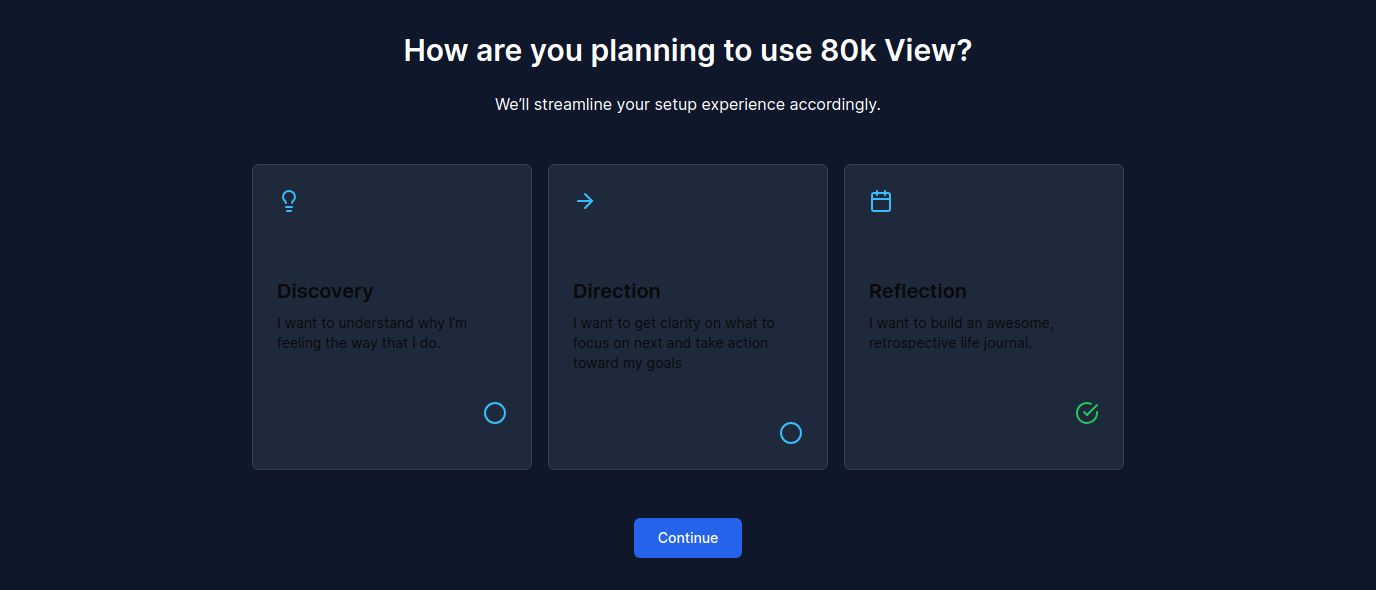 How are you planning to use 80k View?
We’ll streamline your setup experience accordingly.
Discovery
I want to understand why I’m
feeling the way that I do.
Direction
I want to get clarity on what to
focus on next and take action
toward my goals
Reflection
I want to build an awesome,
retrospective life journal.
Continue